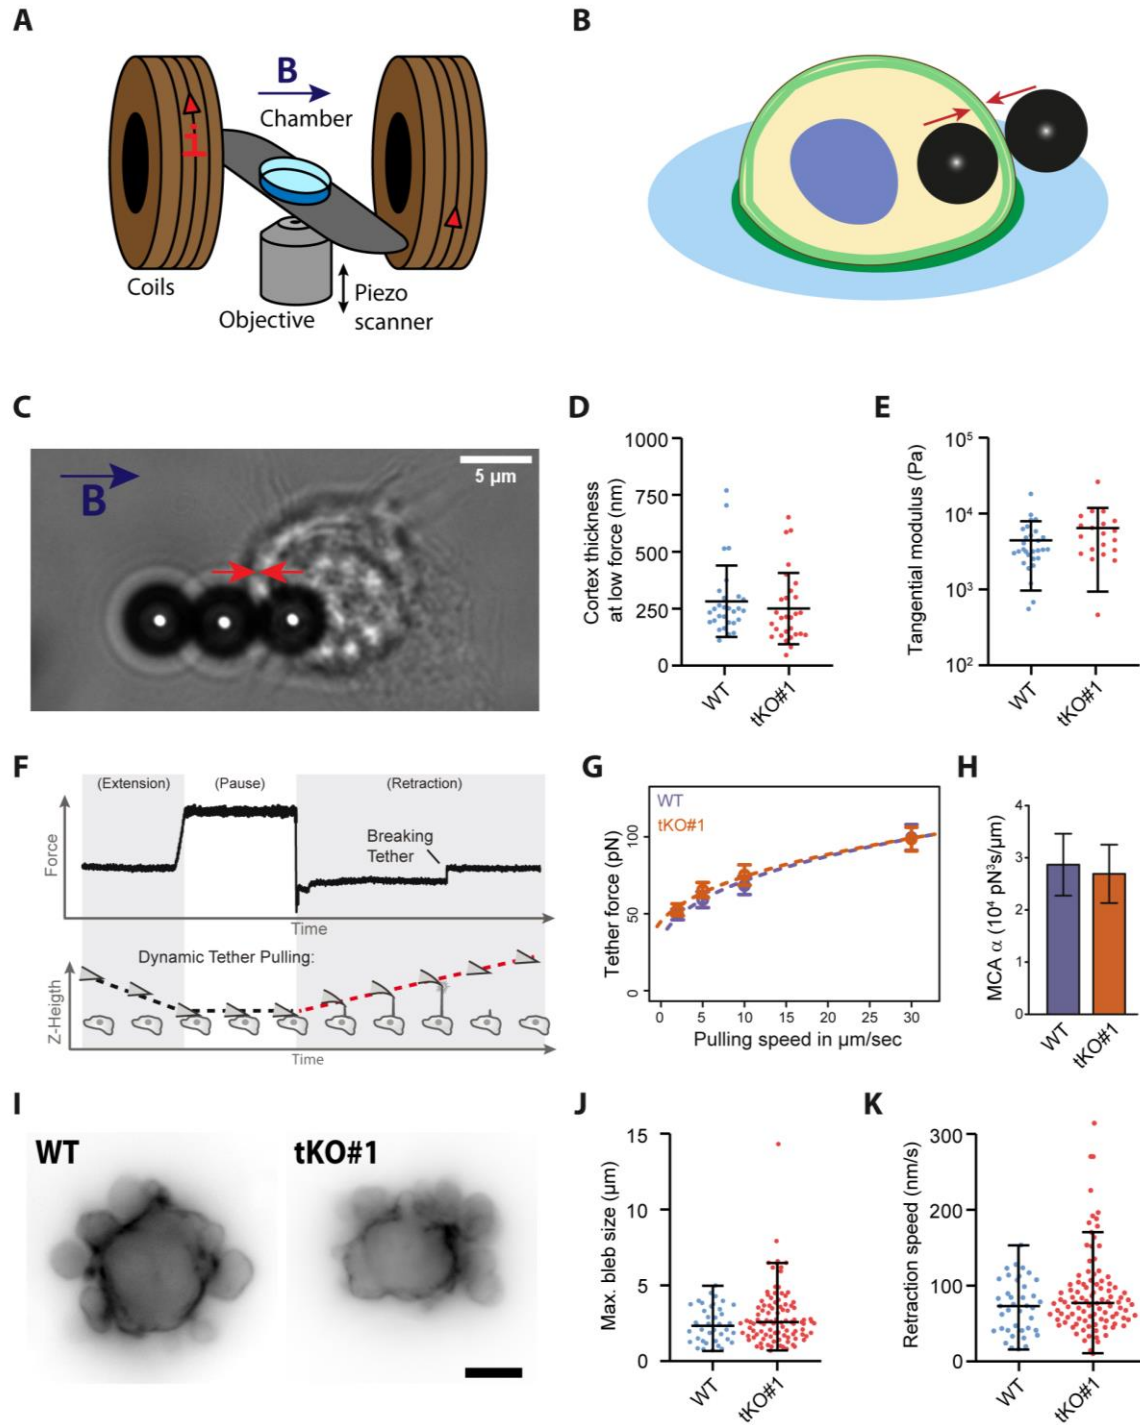 A
B
Chamber
i
Coils
Objective
Piezo
scanner
B
C
B
5 µm
D
Cortex thickness
at low force (nm)
1000
750
500
250
0
WT
tKO#1
E
Tangential modulus (Pa)
10⁵
10⁴
10³
10²
WT
tKO#1
F
(Extension)
(Pause)
(Retraction)
Force
Breaking
Tether
Time
Dynamic Tether Pulling:
Z-Heigth
Time
G
WT
tKO#1
Tether force (pN)
100
50
0
0 5 10 15 20 25 30
Pulling speed in µm/sec
H
MCA α (10⁴ pN³s/µm)
4
3
2
1
0
WT
tKO#1
I
WT
tKO#1
J
Max. bleb size (µm)
15
10
5
0
WT
tKO#1
K
Retraction speed (nm/s)
300
200
100
0
WT
tKO#1